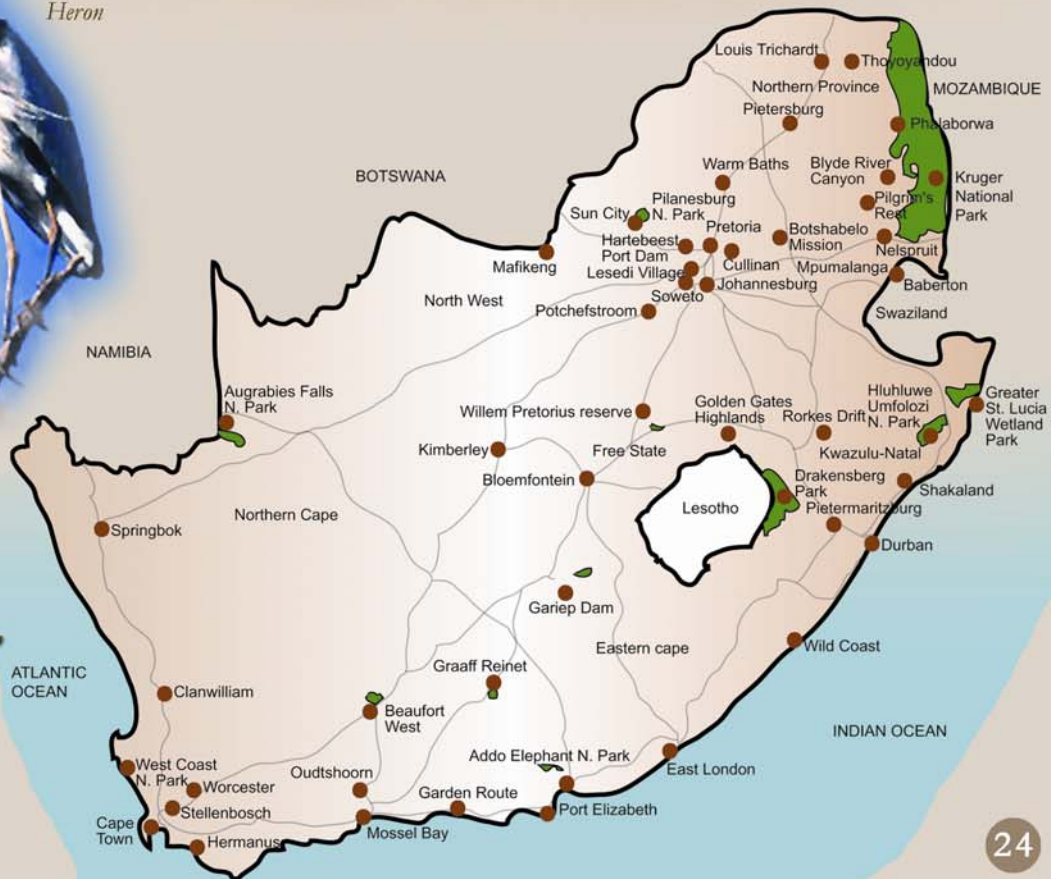 Heron
Louis Trichardt
Thoyoyandou
Northern Province
MOZAMBIQUE
Pietersburg
Phalaborwa
BOTSWANA
Warm Baths
Blyde River
Canyon
Kruger
National
Park
Pilanesburg
N. Park
Sun City
Pilgrim's
Rest
Pretoria
Botshabelo
Mission
Hartebeest
Port Dam
Nelspruit
Mafikeng
Cullinan
Lesedi Village
Mpumalanga
Johannesburg
Baberton
North West
Soweto
Potchefstroom
Swaziland
NAMIBIA
Augrabies Falls
N. Park
Hluhluwe
Umfolozi
N. Park
Greater
St. Lucia
Wetland
Park
Willem Pretorius reserve
Golden Gates
Highlands
Rorkes Drift
Kimberley
Free State
Kwazulu-Natal
Bloemfontein
Drakensberg
Park
Shakaland
Lesotho
Pietermaritzburg
Northern Cape
Springbok
Durban
Gariep Dam
Eastern cape
Wild Coast
ATLANTIC
OCEAN
Graaff Reinet
Clanwilliam
Beaufort
West
INDIAN OCEAN
Addo Elephant N. Park
East London
West Coast
N. Park
Oudtshoorn
Worcester
Garden Route
Stellenbosch
Port Elizabeth
Cape
Town
Mossel Bay
Hermanus
24